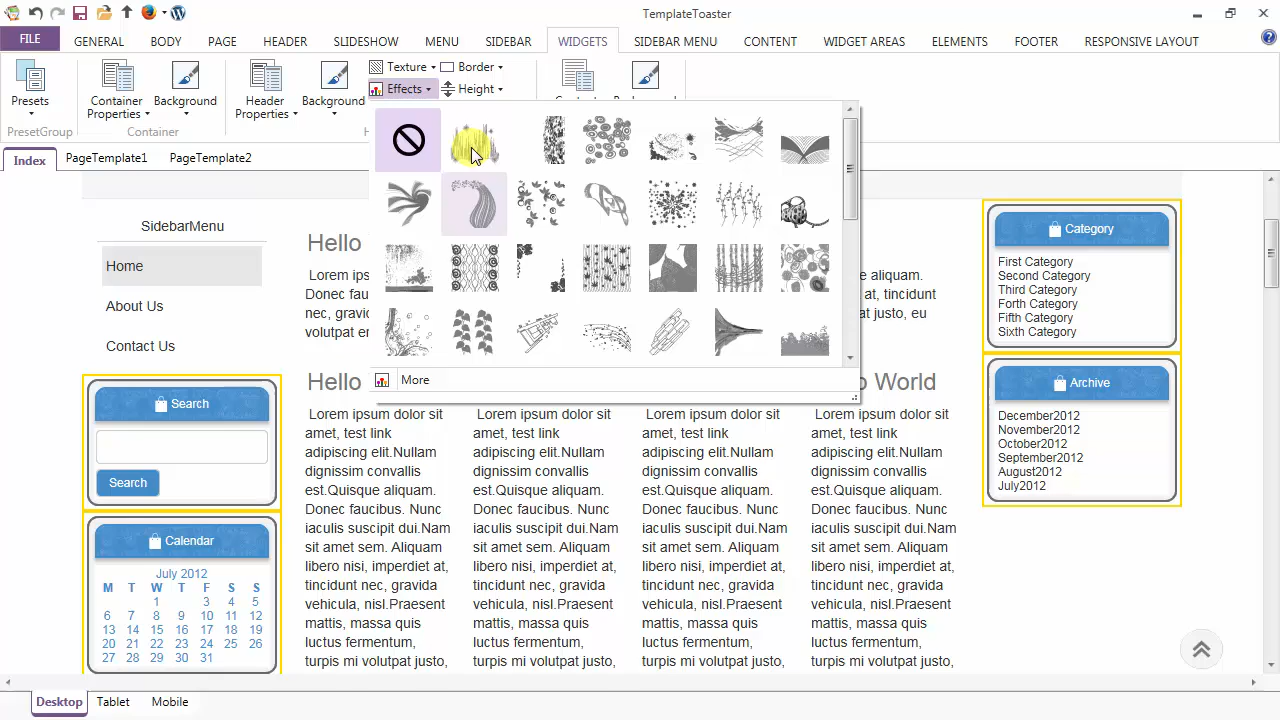 TemplateToaster
FILE GENERAL BODY PAGE HEADER SLIDESHOW MENU SIDEBAR WIDGETS SIDEBAR MENU CONTENT WIDGET AREAS ELEMENTS FOOTER RESPONSIVE LAYOUT
Texture Border
Effects Height
Presets Container Properties Background Header Properties Background
PresetGroup Container
Index PageTemplate1 PageTemplate2
More
SidebarMenu
Home
About Us
Contact Us
Search
Search
Calendar
July 2012
M T W T F S S
1 3 4 5
6 7 8 9 10 11 12
13 14 15 16 17 18 19
20 21 22 23 24 25 26
27 28 29 30 31
Hello
Lorem ips
Donec fau
nec, gravid
volutpat er
aliquam.
at, tincidunt
at justo, eu
Hello
o World
Lorem ipsum dolor sit
amet, test link
adipiscing elit.Nullam
dignissim convallis
est.Quisque aliquam.
Donec faucibus. Nunc
iaculis suscipit dui.Nam
sit amet sem. Aliquam
libero nisi, imperdiet at,
tincidunt nec, gravida
vehicula, nisl.Praesent
mattis, massa quis
luctus fermentum,
turpis mi volutpat justo,
Lorem ipsum dolor sit
amet, test link
adipiscing elit.Nullam
dignissim convallis
est.Quisque aliquam.
Donec faucibus. Nunc
iaculis suscipit dui.Nam
sit amet sem. Aliquam
libero nisi, imperdiet at,
tincidunt nec, gravida
vehicula, nisl.Praesent
mattis, massa quis
luctus fermentum,
turpis mi volutpat justo,
Lorem ipsum dolor sit
amet, test link
adipiscing elit.Nullam
dignissim convallis
est.Quisque aliquam.
Donec faucibus. Nunc
iaculis suscipit dui.Nam
sit amet sem. Aliquam
libero nisi, imperdiet at,
tincidunt nec, gravida
vehicula, nisl.Praesent
mattis, massa quis
luctus fermentum,
turpis mi volutpat justo,
Lorem ipsum dolor sit
amet, test link
adipiscing elit.Nullam
dignissim convallis
est.Quisque aliquam.
Donec faucibus. Nunc
iaculis suscipit dui.Nam
sit amet sem. Aliquam
libero nisi, imperdiet at,
tincidunt nec, gravida
vehicula, nisl.Praesent
mattis, massa quis
luctus fermentum,
turpis mi volutpat justo,
Category
First Category
Second Category
Third Category
Forth Category
Fifth Category
Sixth Category
Archive
December2012
November2012
October2012
September2012
August2012
July2012
Desktop Tablet Mobile